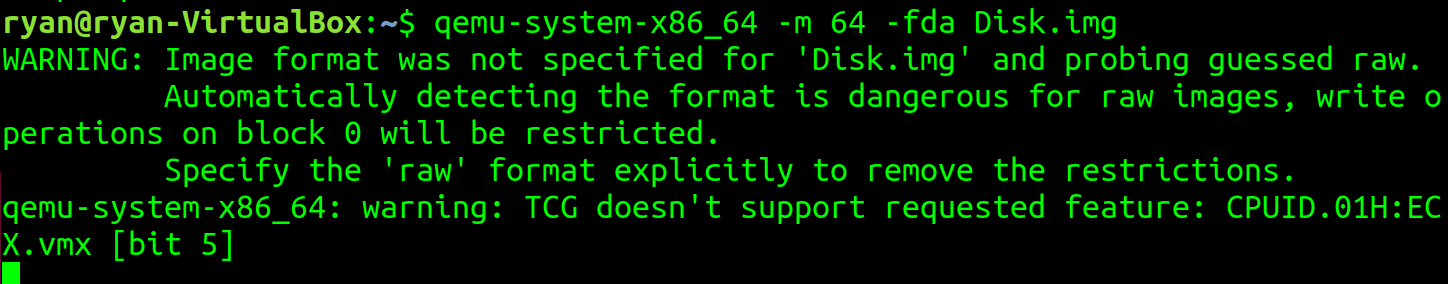 ryan@ryan-VirtualBox:~$ qemu-system-x86_64 -m 64 -fda Disk.img
WARNING: Image format was not specified for 'Disk.img' and probing guessed raw.
         Automatically detecting the format is dangerous for raw images, write o
perations on block 0 will be restricted.
         Specify the 'raw' format explicitly to remove the restrictions.
qemu-system-x86_64: warning: TCG doesn't support requested feature: CPUID.01H:EC
X.vmx [bit 5]